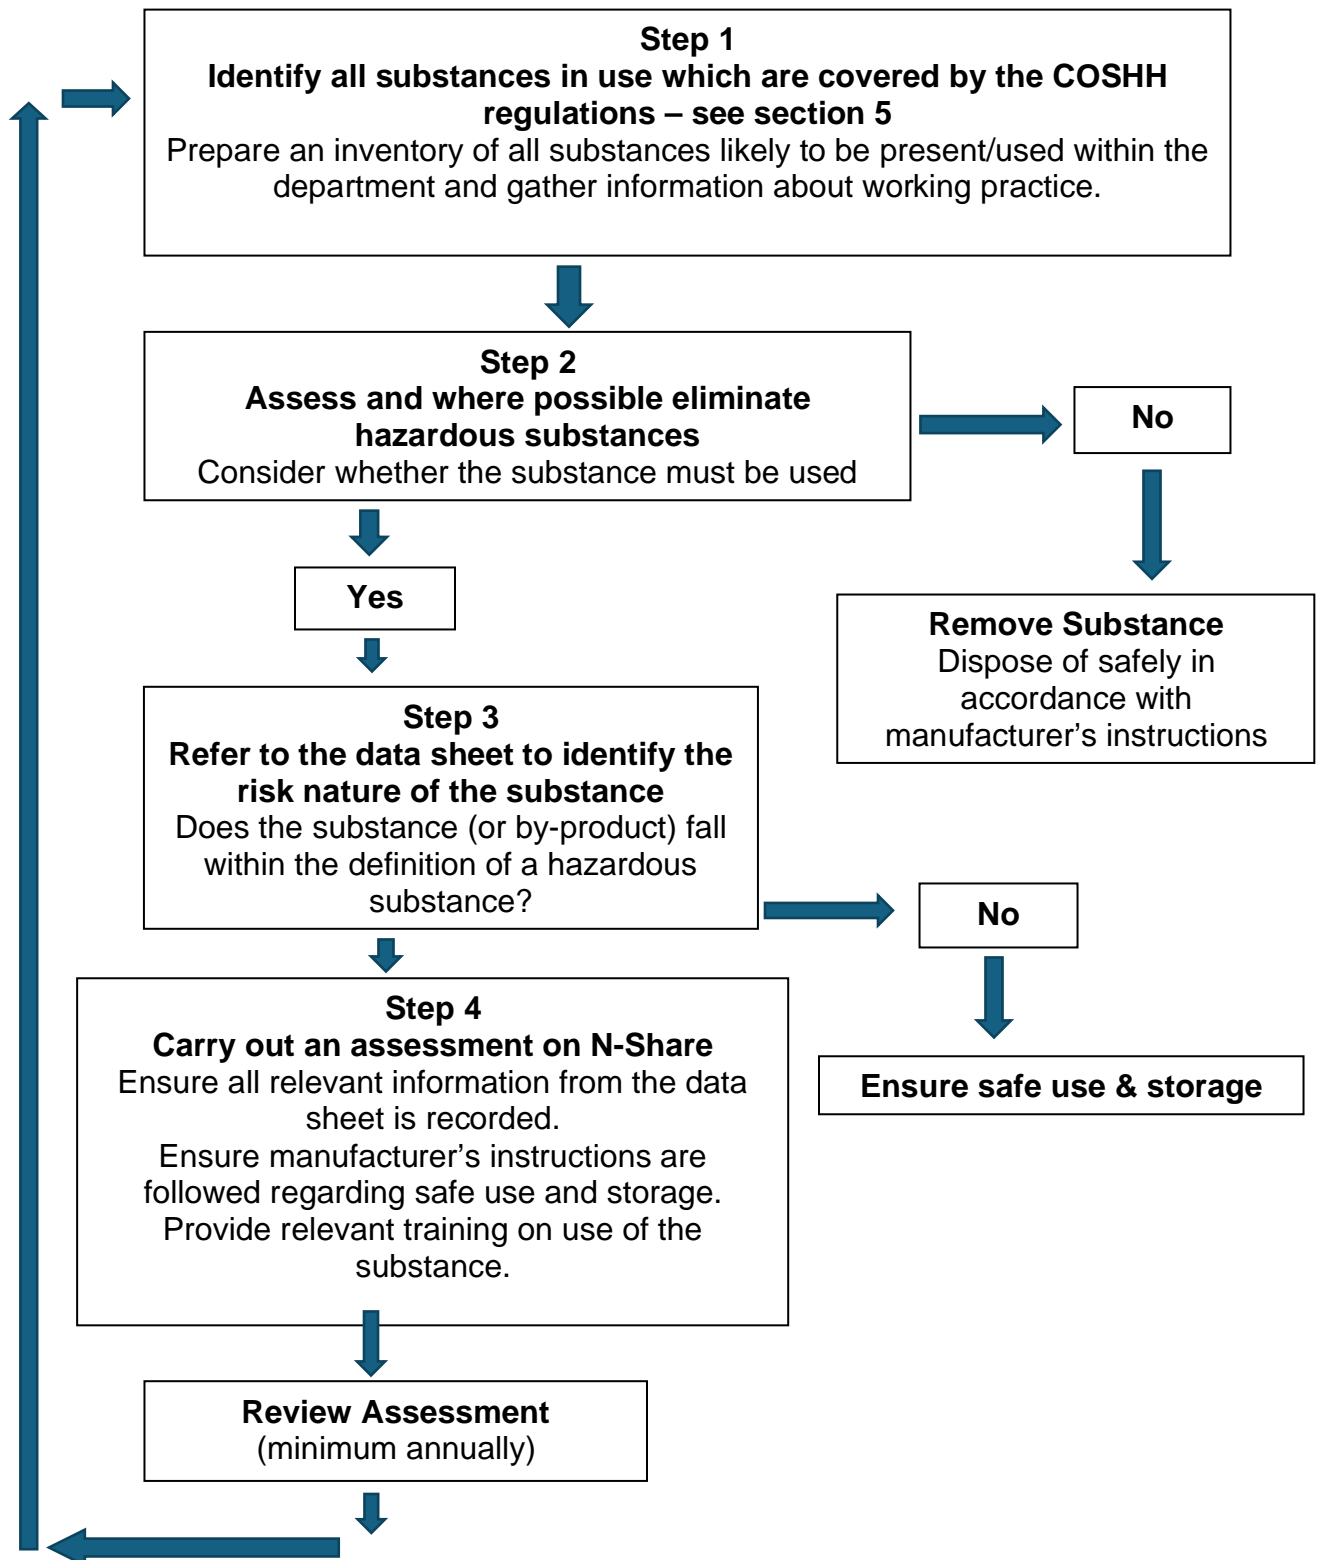 Step 1
Identify all substances in use which are covered by the COSHH
regulations – see section 5
Prepare an inventory of all substances likely to be present/used within the
department and gather information about working practice.
Step 2
Assess and where possible eliminate
hazardous substances
Consider whether the substance must be used
No
Yes
Remove Substance
Dispose of safely in
accordance with
manufacturer’s instructions
Step 3
Refer to the data sheet to identify the
risk nature of the substance
Does the substance (or by-product) fall
within the definition of a hazardous
substance?
No
Step 4
Carry out an assessment on N-Share
Ensure all relevant information from the data
sheet is recorded.
Ensure manufacturer’s instructions are
followed regarding safe use and storage.
Provide relevant training on use of the
substance.
Ensure safe use & storage
Review Assessment
(minimum annually)